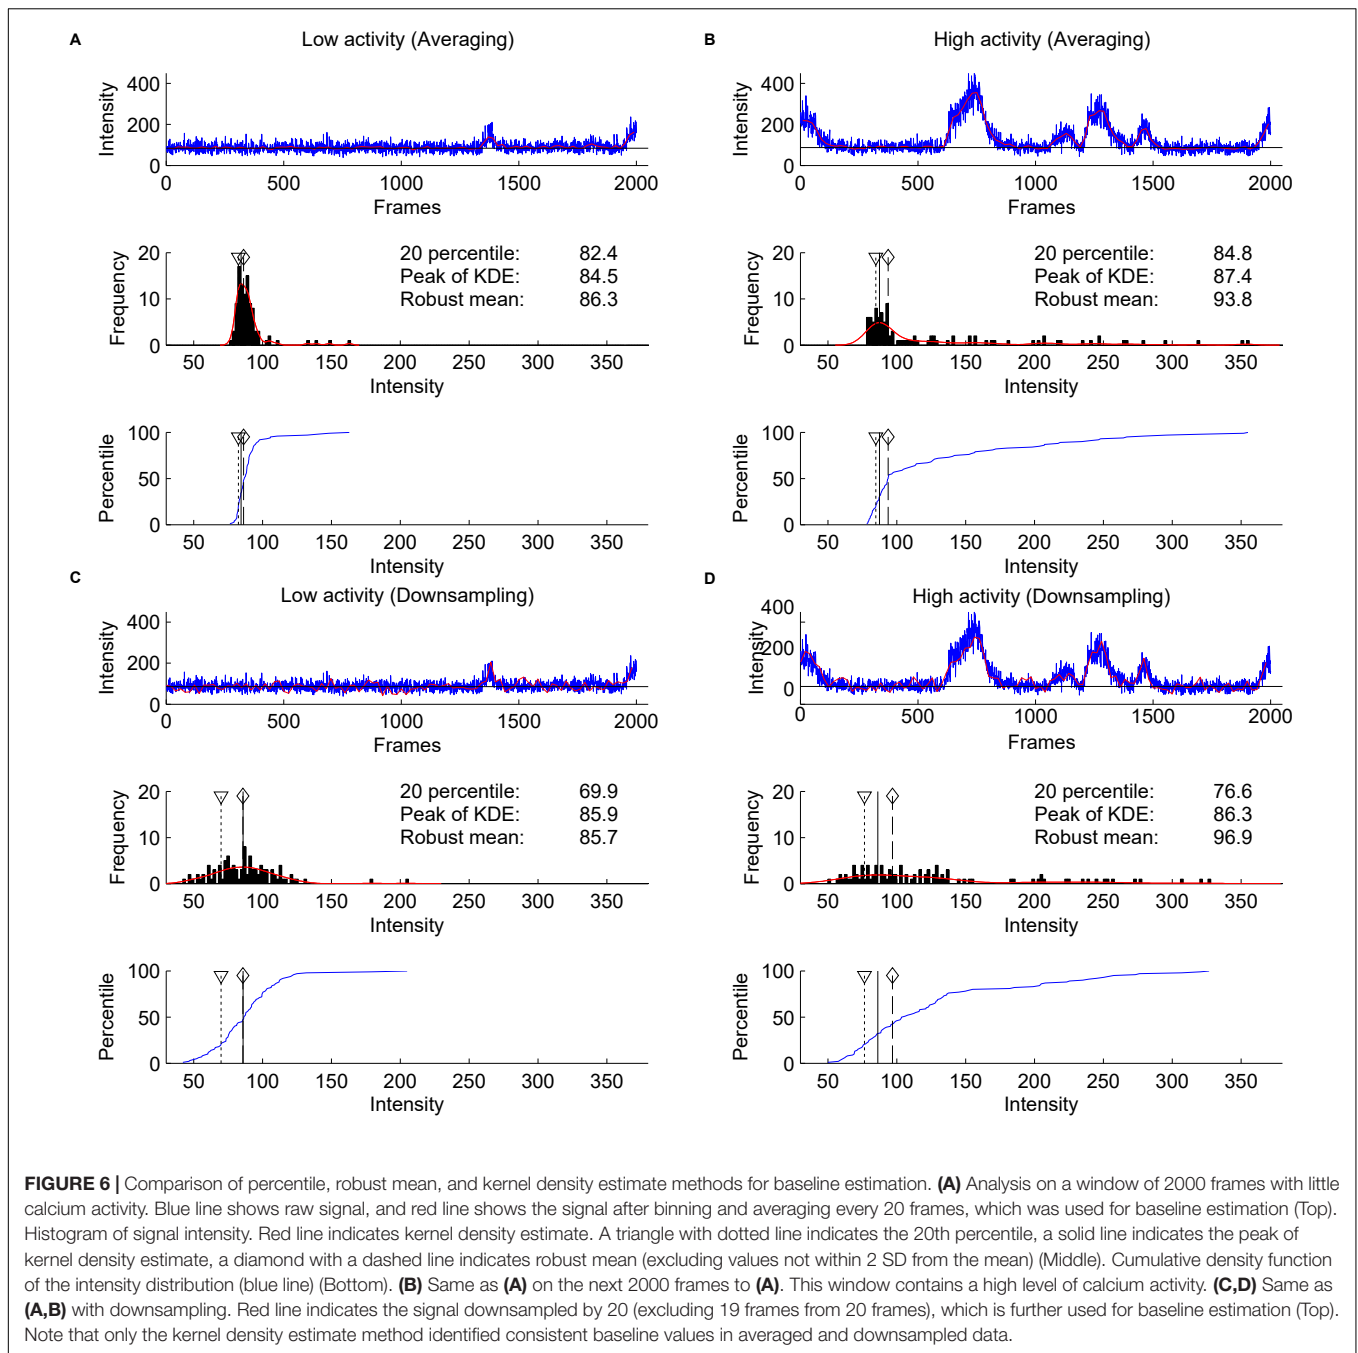 A
Low activity (Averaging)
Intensity
400
200
0
0 500 1000 1500 2000
Frames
Frequency
20
10
0
20 percentile: 82.4
Peak of KDE: 84.5
Robust mean: 86.3
50 100 150 200 250 300 350
Intensity
Percentile
100
50
0
50 100 150 200 250 300 350
Intensity
B
High activity (Averaging)
Intensity
400
200
0
0 500 1000 1500 2000
Frames
Frequency
20
10
0
20 percentile: 84.8
Peak of KDE: 87.4
Robust mean: 93.8
50 100 150 200 250 300 350
Intensity
Percentile
100
50
0
50 100 150 200 250 300 350
Intensity
C
Low activity (Downsampling)
Intensity
400
200
0
0 500 1000 1500 2000
Frames
Frequency
20
10
0
20 percentile: 69.9
Peak of KDE: 85.9
Robust mean: 85.7
50 100 150 200 250 300 350
Intensity
Percentile
100
50
0
50 100 150 200 250 300 350
Intensity
D
High activity (Downsampling)
Intensity
400
200
0
0 500 1000 1500 2000
Frames
Frequency
20
10
0
20 percentile: 76.6
Peak of KDE: 86.3
Robust mean: 96.9
50 100 150 200 250 300 350
Intensity
Percentile
100
50
0
50 100 150 200 250 300 350
Intensity
FIGURE 6 | Comparison of percentile, robust mean, and kernel density estimate methods for baseline estimation. (A) Analysis on a window of 2000 frames with little
calcium activity. Blue line shows raw signal, and red line shows the signal after binning and averaging every 20 frames, which was used for baseline estimation (Top).
Histogram of signal intensity. Red line indicates kernel density estimate. A triangle with dotted line indicates the 20th percentile, a solid line indicates the peak of
kernel density estimate, a diamond with a dashed line indicates robust mean (excluding values not within 2 SD from the mean) (Middle). Cumulative density function
of the intensity distribution (blue line) (Bottom). (B) Same as (A) on the next 2000 frames to (A). This window contains a high level of calcium activity. (C,D) Same as
(A,B) with downsampling. Red line indicates the signal downsampled by 20 (excluding 19 frames from 20 frames), which is further used for baseline estimation (Top).
Note that only the kernel density estimate method identified consistent baseline values in averaged and downsampled data.